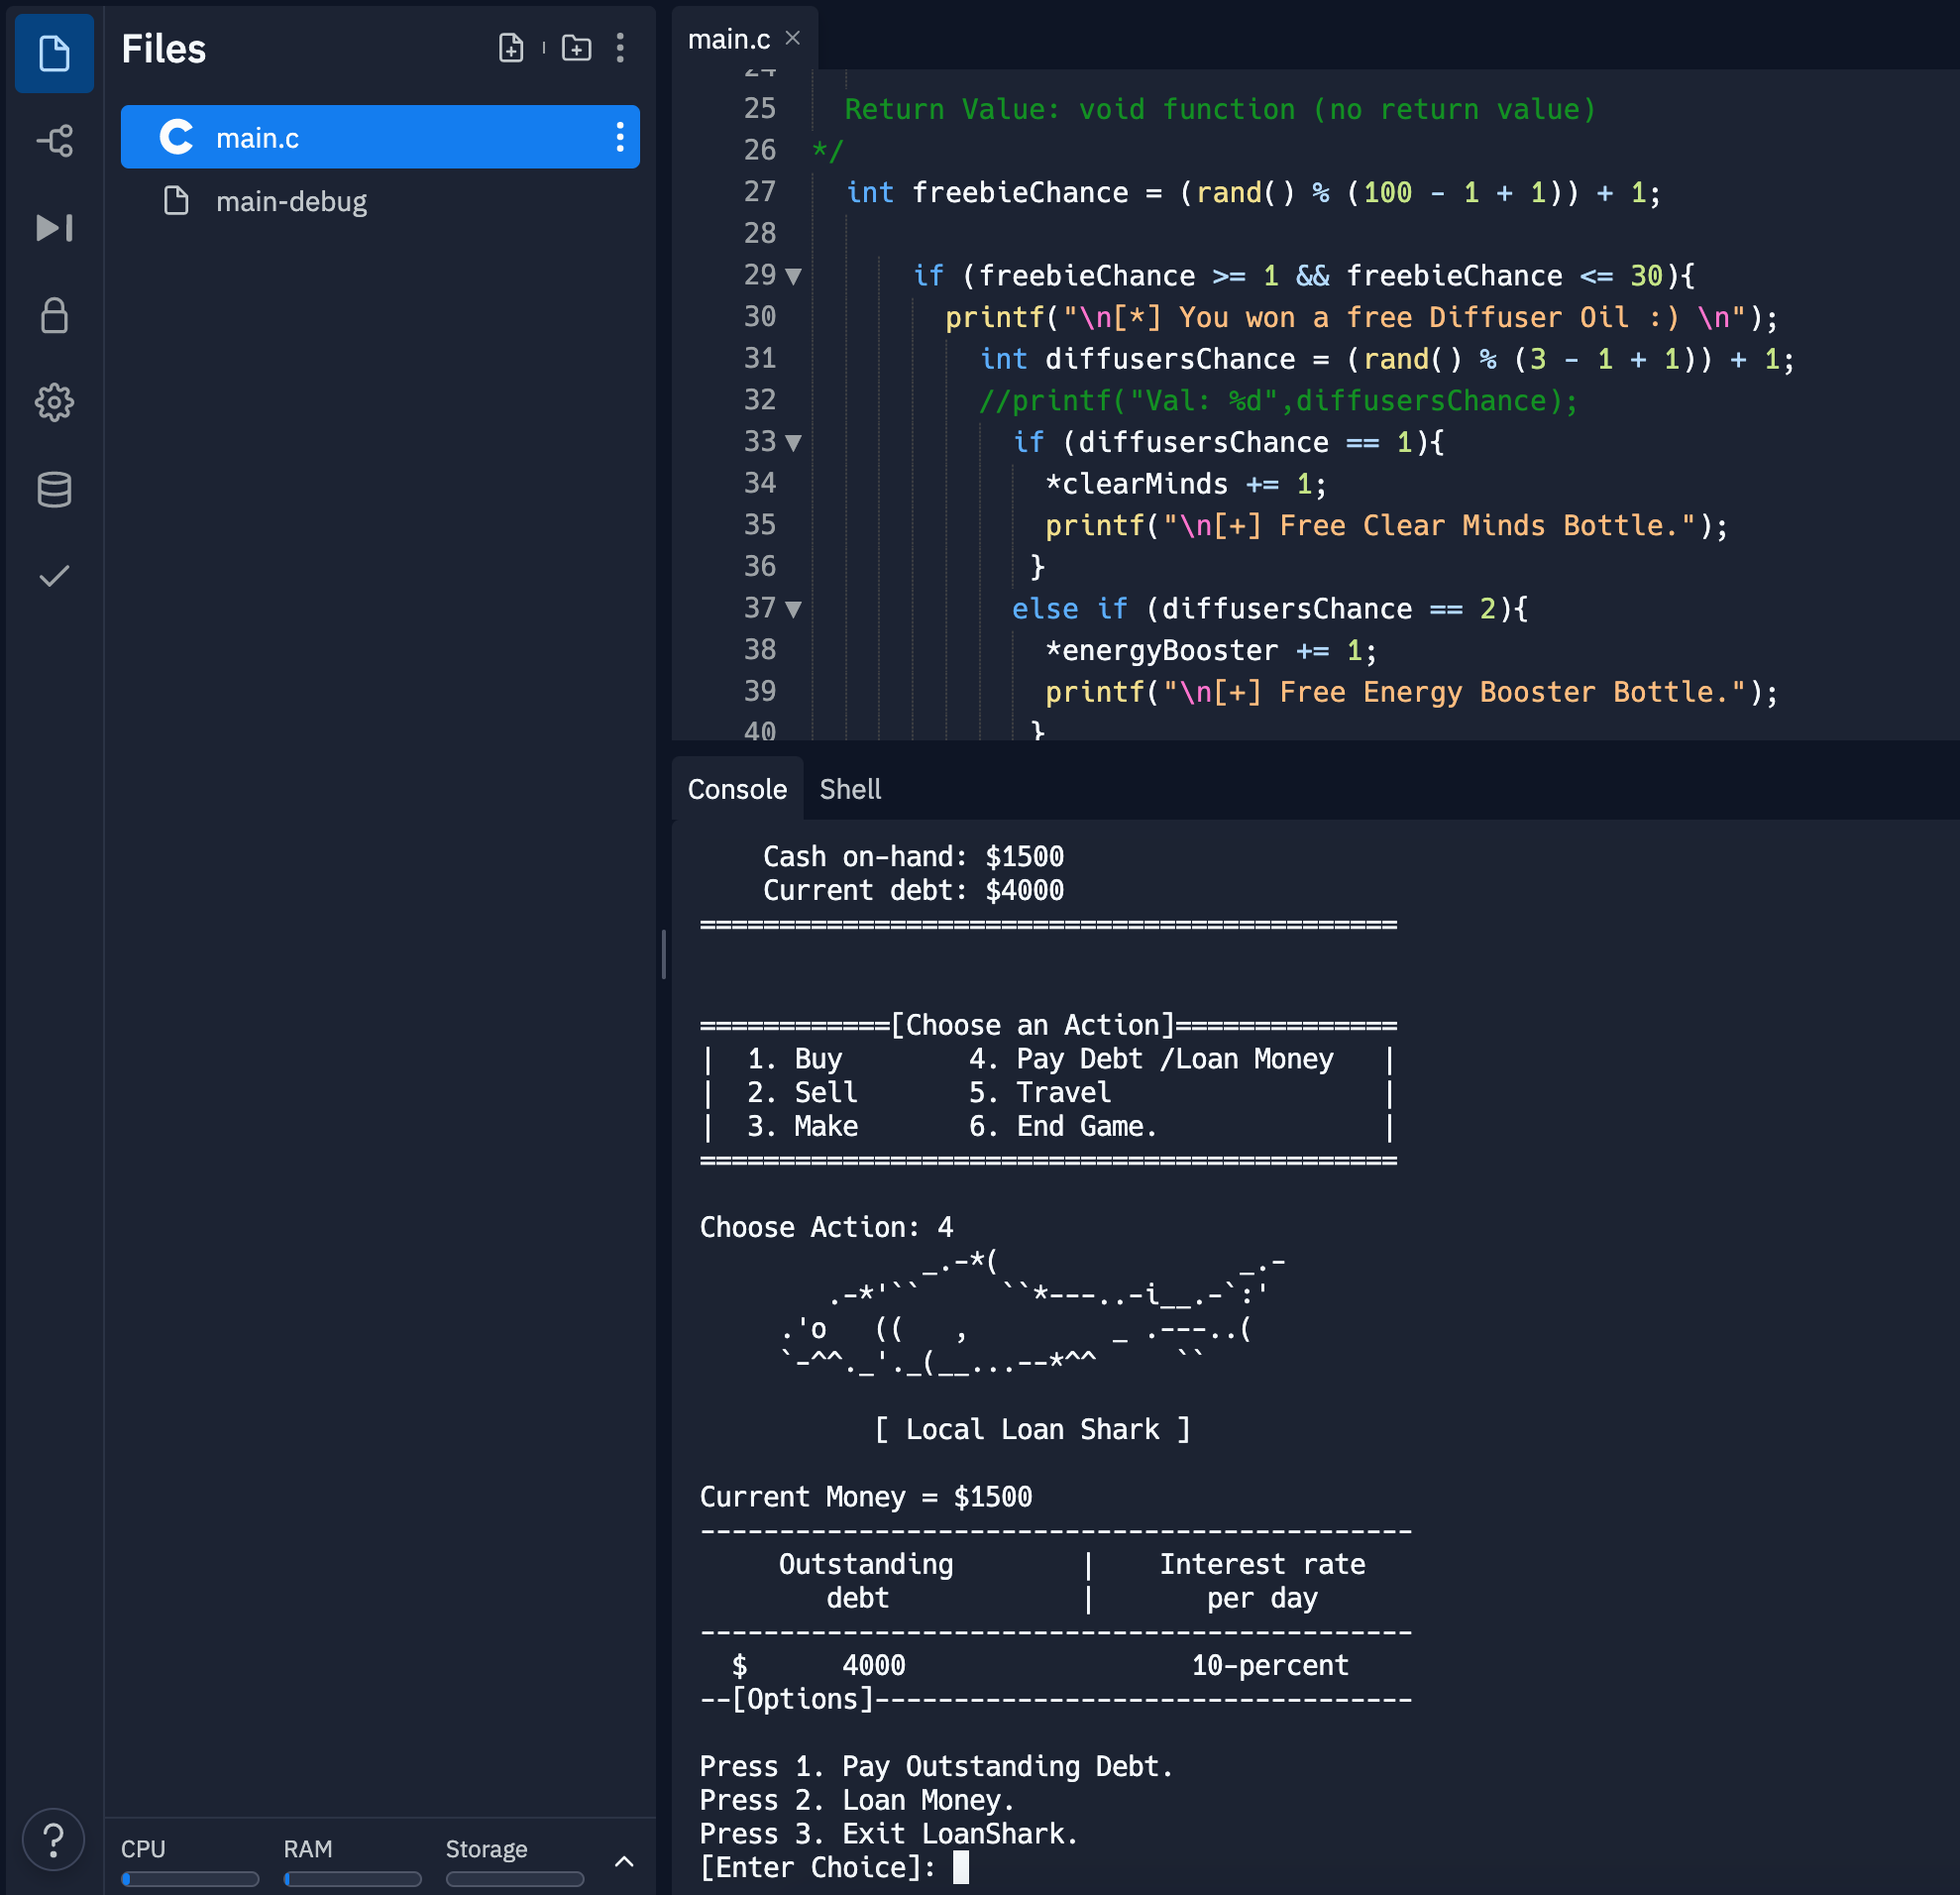 Files
main.c
main-debug
CPU RAM Storage
?
main.c ×
24
25 Return Value: void function (no return value)
26 */
27 int freebieChance = (rand() % (100 - 1 + 1)) + 1;
28
29 if (freebieChance >= 1 && freebieChance <= 30){
30 printf("\n[*] You won a free Diffuser Oil :) \n");
31 int diffusersChance = (rand() % (3 - 1 + 1)) + 1;
32 //printf("Val: %d",diffusersChance);
33 if (diffusersChance == 1){
34 *clearMinds += 1;
35 printf("\n[+] Free Clear Minds Bottle.");
36 }
37 else if (diffusersChance == 2){
38 *energyBooster += 1;
39 printf("\n[+] Free Energy Booster Bottle.");
40 }
Console Shell
Cash on-hand: $1500
Current debt: $4000
============================================
============[Choose an Action]==============
|  1. Buy        4. Pay Debt /Loan Money   |
|  2. Sell       5. Travel                 |
|  3. Make       6. End Game.              |
============================================
Choose Action: 4
              _.-*(               _.-
        .-*'``     ``*---..-i__.-`:'
     .'o   ((   ,         _ .---..(
     `-^^._'._(__...--*^^     ``
[ Local Loan Shark ]
Current Money = $1500
---------------------------------------------
     Outstanding        |    Interest rate
        debt            |       per day
---------------------------------------------
  $      4000                  10-percent
--[Options]----------------------------------
Press 1. Pay Outstanding Debt.
Press 2. Loan Money.
Press 3. Exit LoanShark.
[Enter Choice]: